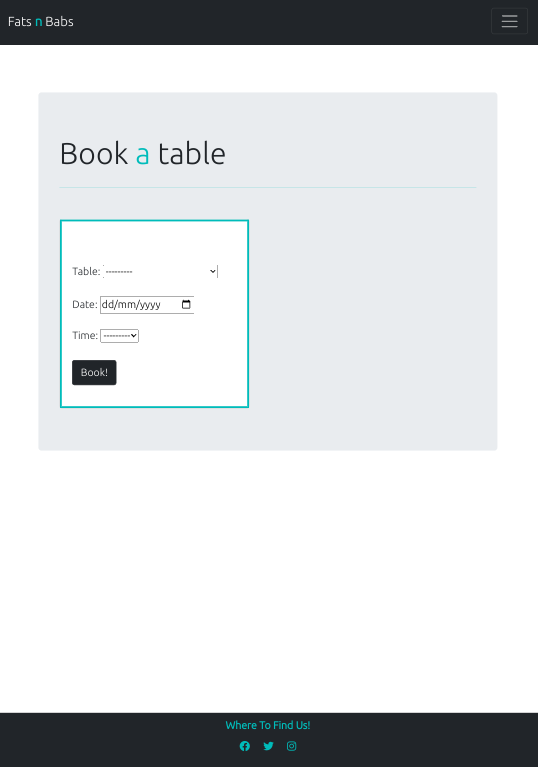 Fats n Babs
Book a table
Table: ---------
Date: dd/mm/yyyy
Time: ---------
Book!
Where To Find Us!